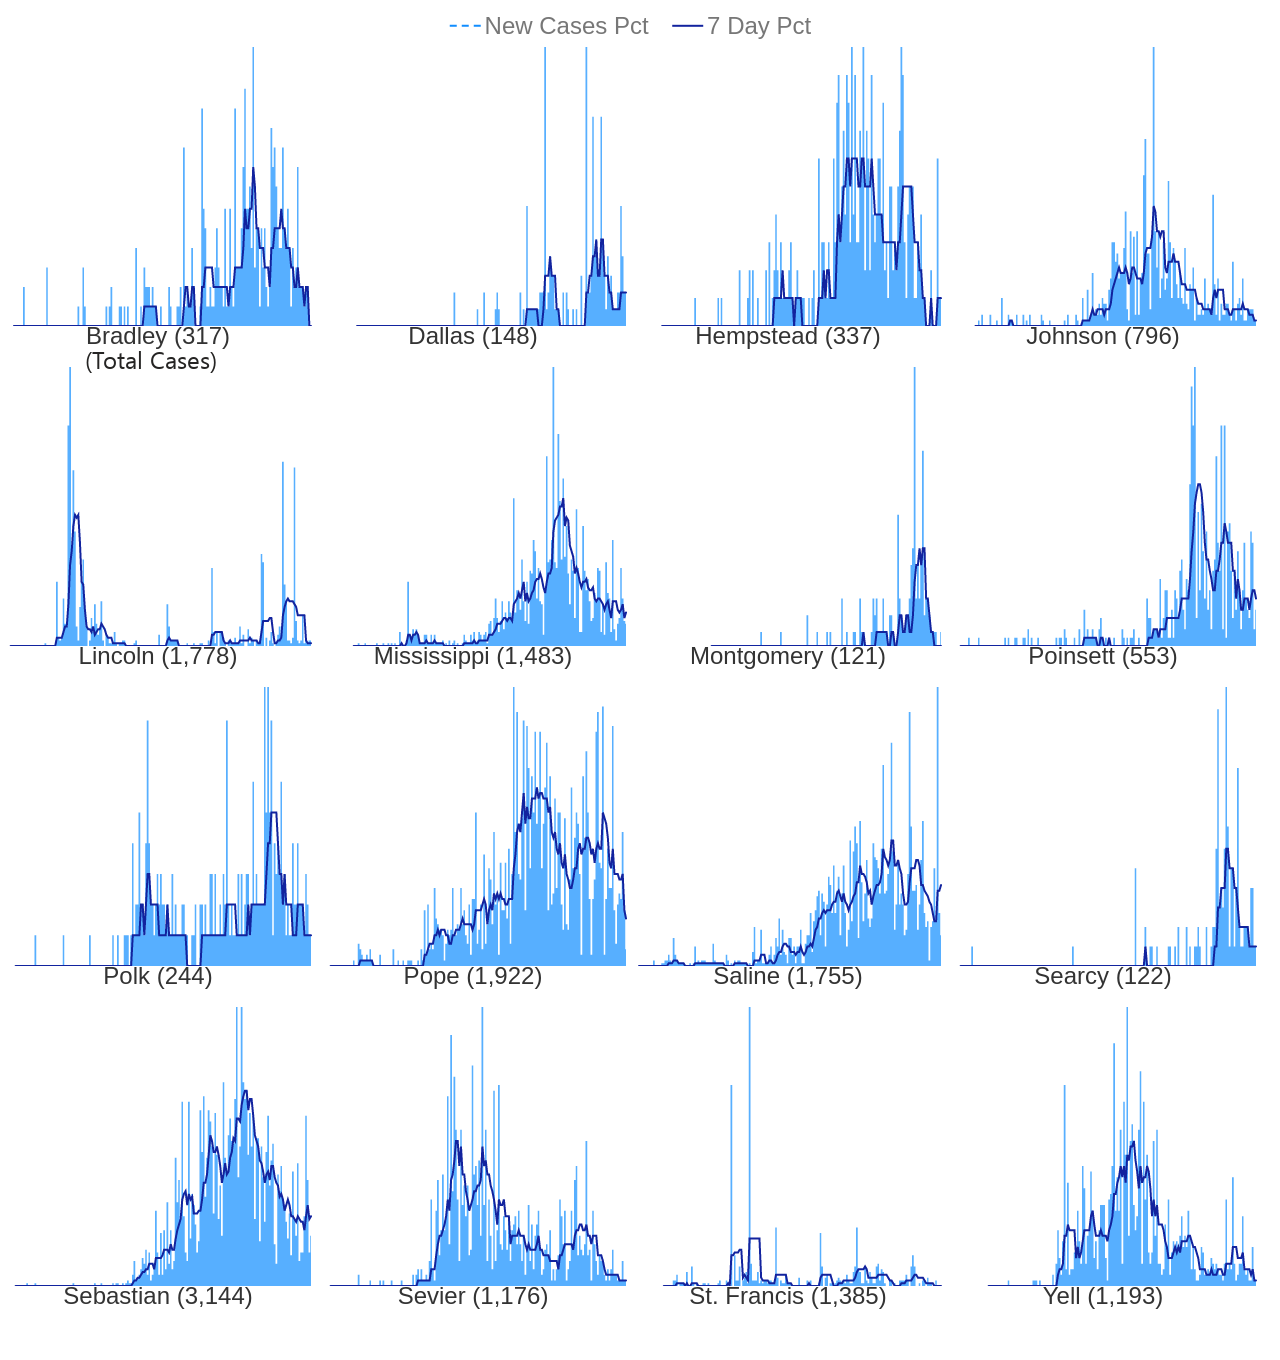 New Cases Pct 7 Day Pct
Bradley (317) Dallas (148) Hempstead (337) Johnson (796)
(Total Cases)
Lincoln (1,778) Mississippi (1,483) Montgomery (121) Poinsett (553)
Polk (244) Pope (1,922) Saline (1,755) Searcy (122)
Sebastian (3,144) Sevier (1,176) St. Francis (1,385) Yell (1,193)